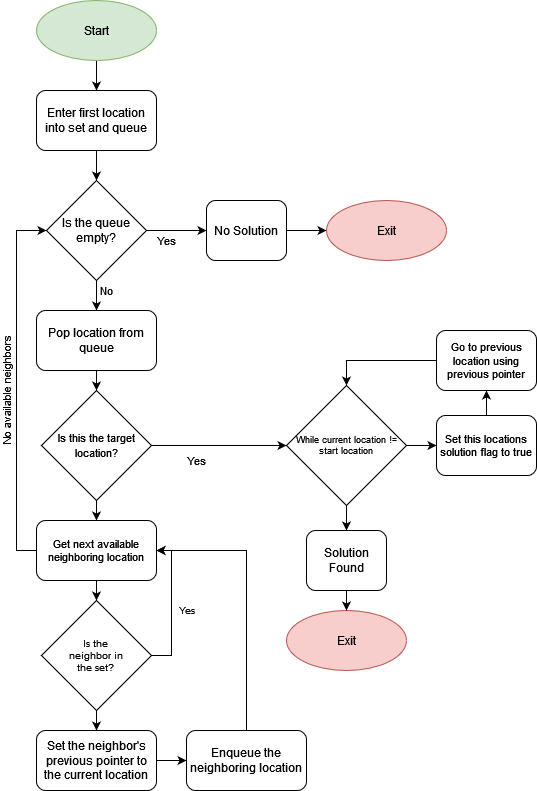 Start
Enter first location
into set and queue
Is the queue
empty?
Yes
No Solution
Exit
No
Pop location from
queue
No available neighbors
Is this the target
location?
Yes
While current location !=
start location
Go to previous
location using
previous pointer
Set this locations
solution flag to true
Get next available
neighboring location
Solution
Found
Exit
Yes
Is the
neighbor in
the set?
Set the neighbor's
previous pointer to
the current location
Enqueue the
neighboring location